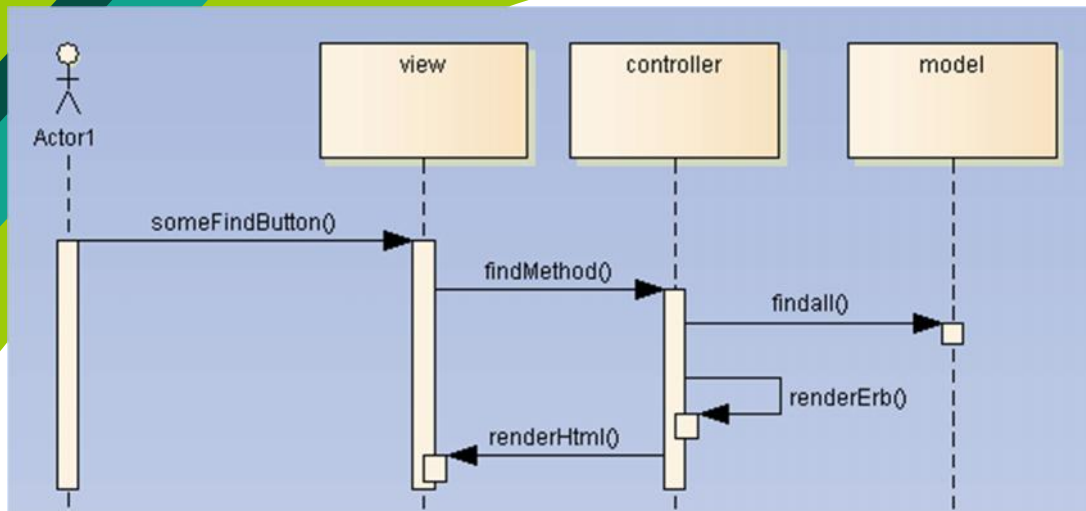 view
controller
model
Actor1
someFindButton()
findMethod()
findall()
renderErb()
renderHtml()